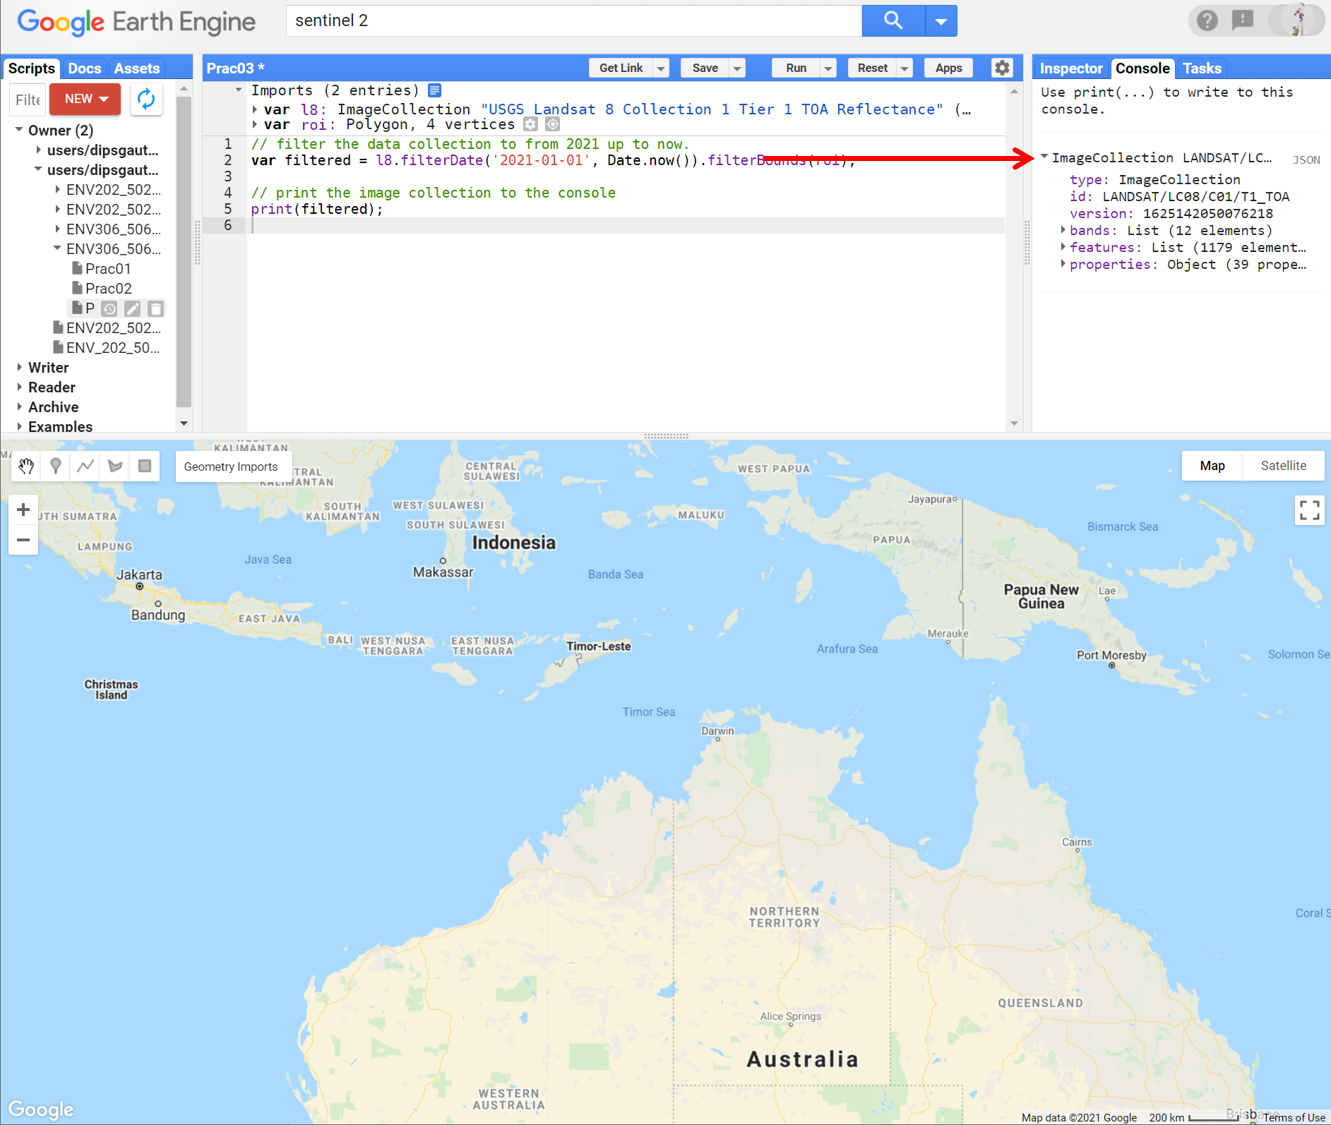 Google Earth Engine
sentinel 2
Scripts Docs Assets
Prac03 *
Get Link
Save
Run
Reset
Apps
Inspector Console Tasks
Filte
NEW
Owner (2)
users/dipsgaut...
users/dipsgaut...
ENV202_502...
ENV202_502...
ENV306_506...
ENV306_506...
Prac01
Prac02
P
ENV202_502...
ENV_202_50...
Writer
Reader
Archive
Examples
Imports (2 entries)
var l8: ImageCollection "USGS Landsat 8 Collection 1 Tier 1 TOA Reflectance" (...
var roi: Polygon, 4 vertices
1 // filter the data collection to from 2021 up to now.
2 var filtered = l8.filterDate('2021-01-01', Date.now()).filterBounds(roi);
3
4 // print the image collection to the console
5 print(filtered);
6
Use print(...) to write to this
console.
ImageCollection LANDSAT/LC... JSON
type: ImageCollection
id: LANDSAT/LC08/C01/T1_TOA
version: 1625142050076218
bands: List (12 elements)
features: List (1179 element...
properties: Object (39 prope...
Geometry Imports
Map Satellite
KALIMANTAN
TRAL
KALIMANTAN
CENTRAL
SULAWESI
WEST PAPUA
Jayapura
SOUTH
KALIMANTAN
WEST SULAWESI
SOUTH SULAWESI
MALUKU
UTH SUMATRA
LAMPUNG
Indonesia
PAPUA
Bismarck Sea
Java Sea
Makassar
Banda Sea
Jakarta
Bandung
EAST JAVA
BALI
WEST NUSA
TENGGARA
EAST NUSA
TENGGARA
Timor-Leste
Papua New
Guinea
Lae
Merauke
Arafura Sea
Port Moresby
Solomon Se
Christmas
Island
Timor Sea
Darwin
Cairns
NORTHERN
TERRITORY
Coral S
QUEENSLAND
Alice Springs
Australia
WESTERN
AUSTRALIA
Brisbane
Google
Map data ©2021 Google 200 km Terms of Use